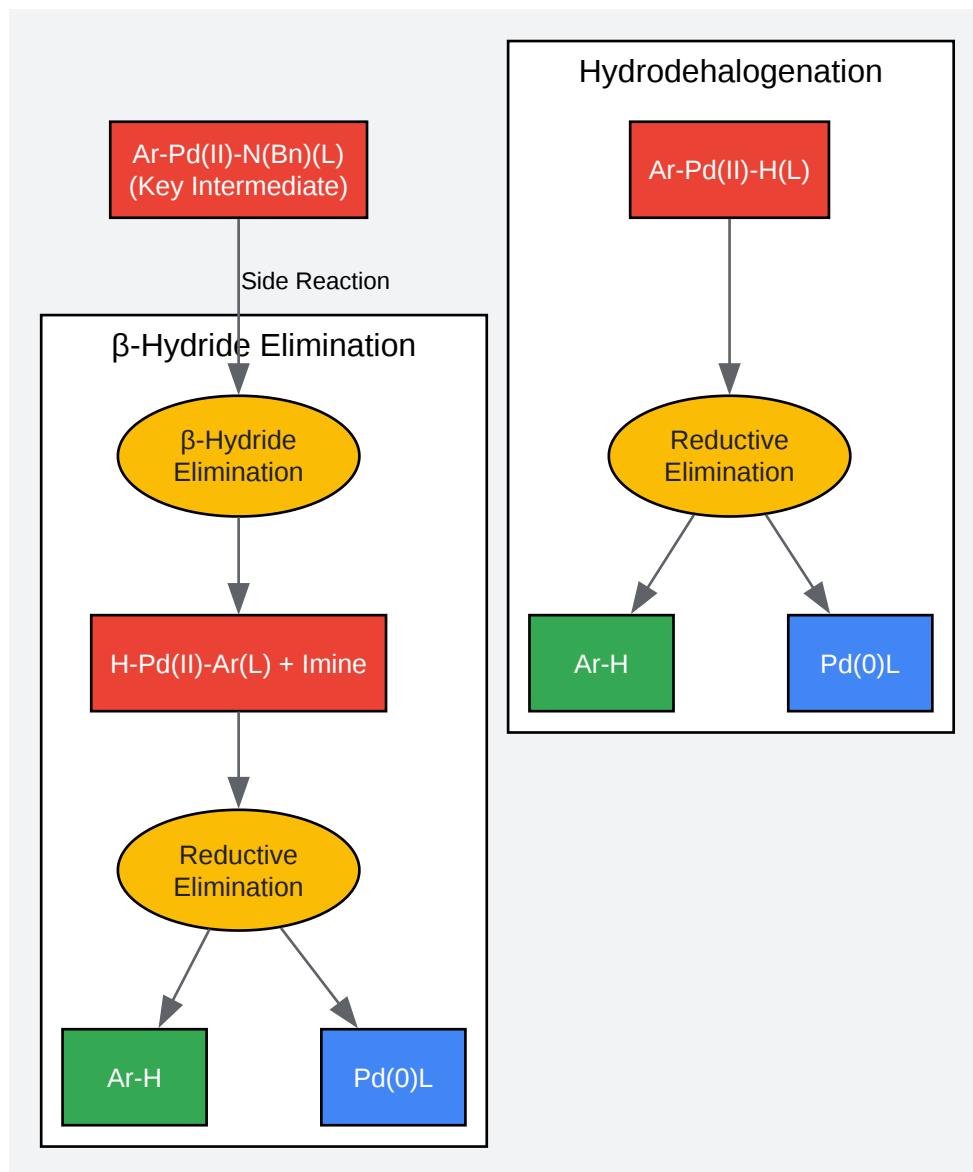 Hydrodehalogenation
Ar-Pd(II)-N(Bn)(L)
(Key Intermediate)
Ar-Pd(II)-H(L)
Side Reaction
β-Hydride Elimination
β-Hydride
Elimination
Reductive
Elimination
H-Pd(II)-Ar(L) + Imine
Ar-H
Pd(0)L
Reductive
Elimination
Ar-H
Pd(0)L